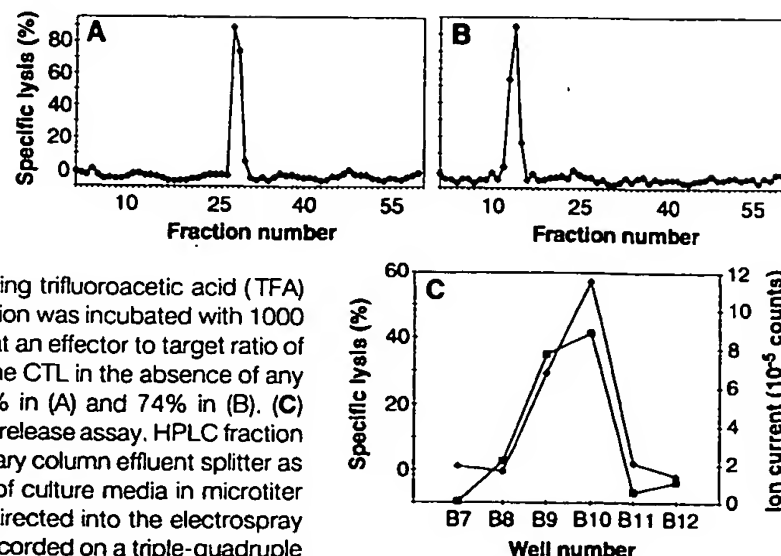 A
B
Specific lysis (%)
80
60
40
20
0
10
25
40
55
10
25
40
55
Fraction number
Fraction number
ing trifluoroacetic acid (TFA)
ion was incubated with 1000
at an effector to target ratio of
ne CTL in the absence of any
% in (A) and 74% in (B). (C)
release assay. HPLC fraction
ary column effluent splitter as
of culture media in microtiter
directed into the electrospray
corded on a triple-quadruple
C
Specific lysis (%)
60
40
20
0
12
10
8
6
4
2
0
Ion current (10⁻⁵ counts)
B7 B8 B9 B10 B11 B12
Well number